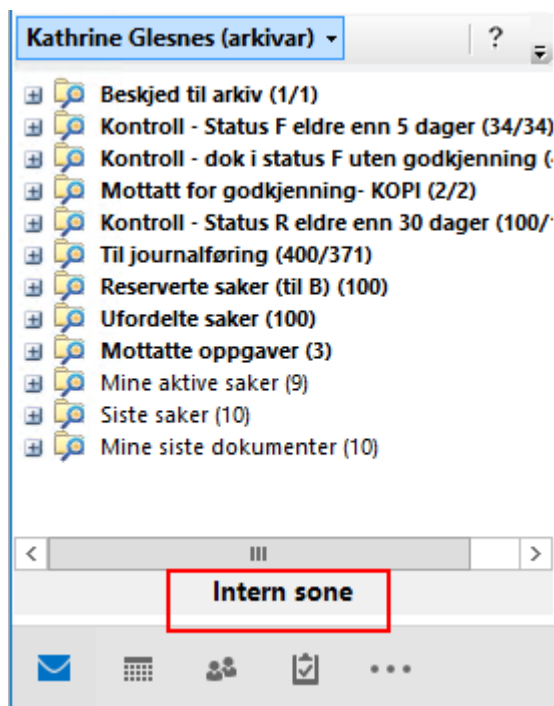 Kathrine Glesnes (arkivar) ?
Beskjed til arkiv (1/1)
Kontroll - Status F eldre enn 5 dager (34/34)
Kontroll - dok i status F uten godkjenning
Mottatt for godkjenning- KOPI (2/2)
Kontroll - Status R eldre enn 30 dager (100/
Til journalføring (400/371)
Reserverte saker (til B) (100)
Ufordelte saker (100)
Mottatte oppgaver (3)
Mine aktive saker (9)
Siste saker (10)
Mine siste dokumenter (10)
Intern sone